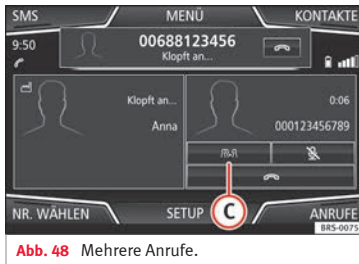 SMS MENÜ KONTAKTE
9:50 00688123456
Klopft an...
Klopft an... 0:06
Anna 000123456789
NR. WÄHLEN SETUP C ANRUFE
BRS-0075
Abb. 48 Mehrere Anrufe.